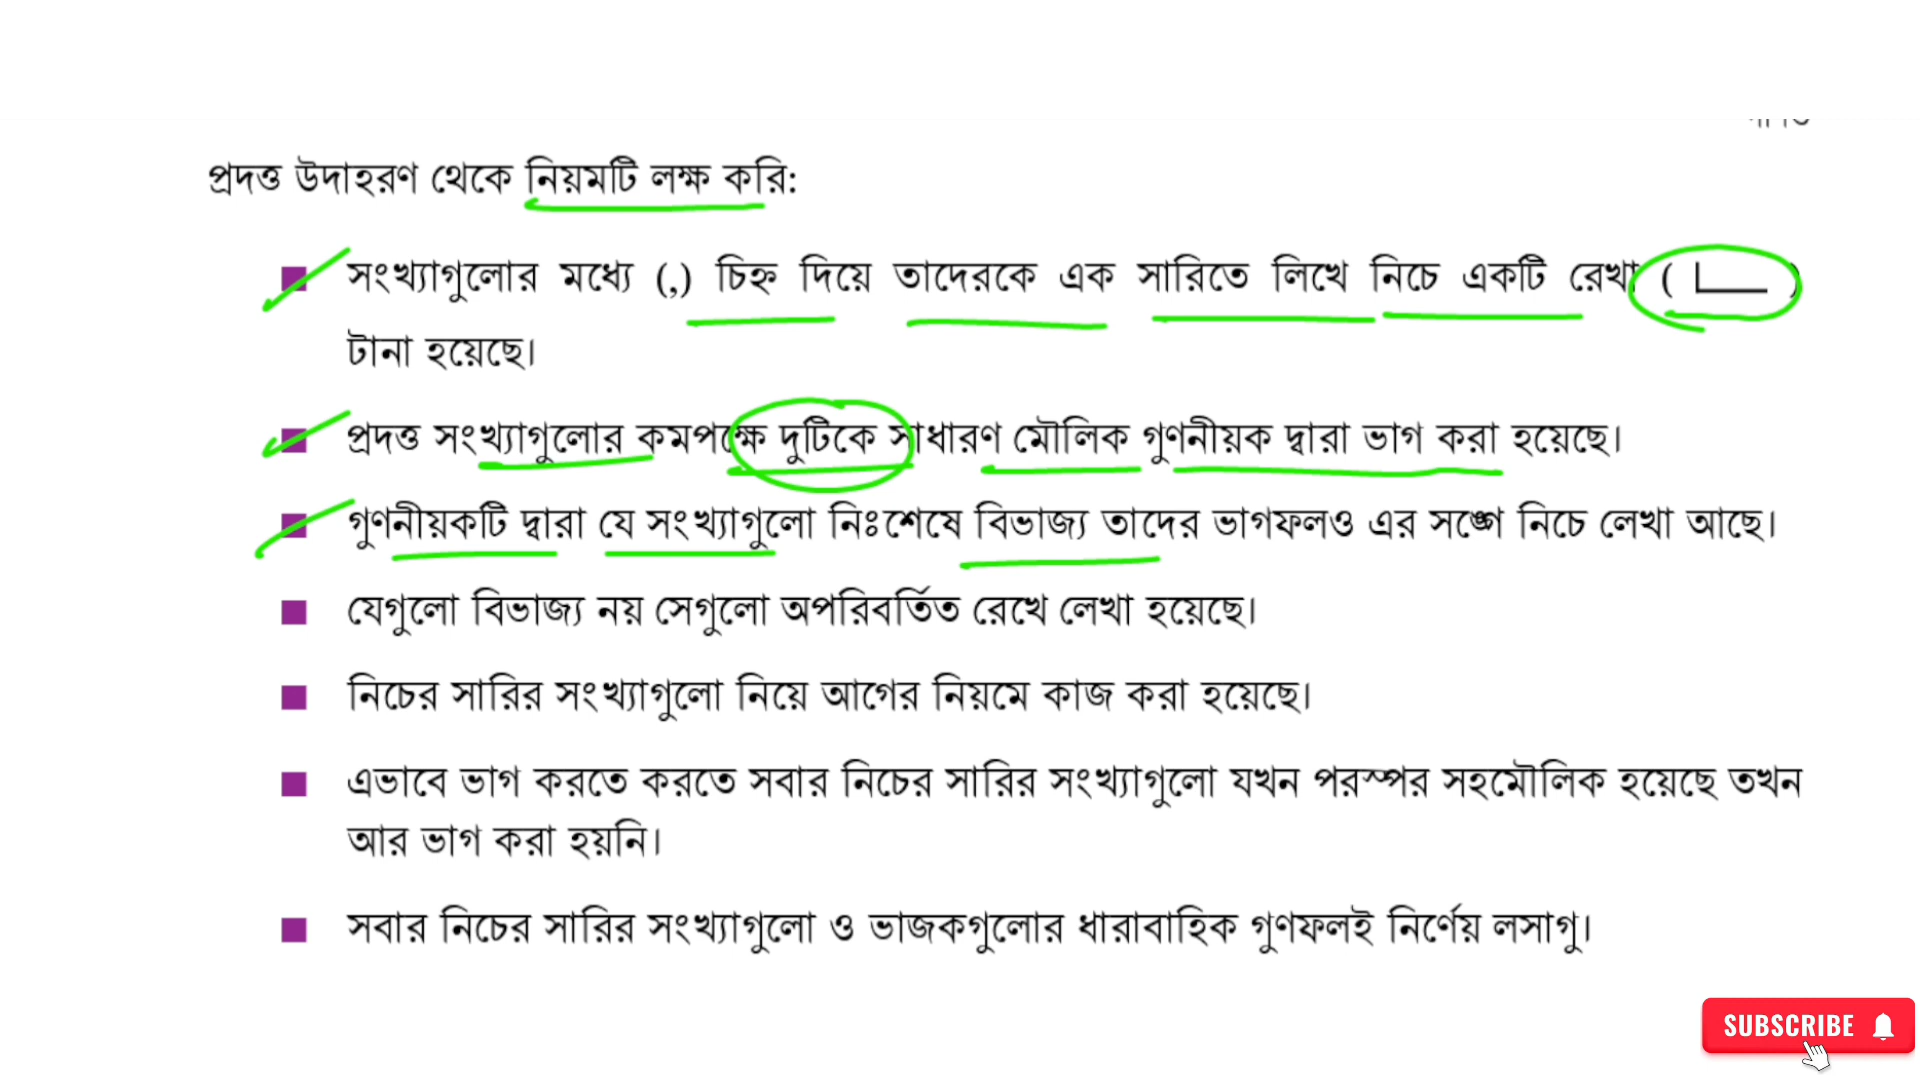 প্রদত্ত উদাহরণ থেকে নিয়মটি লক্ষ করি:
সংখ্যাগুলোর মধ্যে (,) চিহ্ন দিয়ে তাদেরকে এক সারিতে লিখে নিচে একটি রেখা ( )
টানা হয়েছে।
প্রদত্ত সংখ্যাগুলোর কমপক্ষে দুটিকে সাধারণ মৌলিক গুণনীয়ক দ্বারা ভাগ করা হয়েছে।
গুণনীয়কটি দ্বারা যে সংখ্যাগুলো নিঃশেষে বিভাজ্য তাদের ভাগফলও এর সঙ্গে নিচে লেখা আছে।
যেগুলো বিভাজ্য নয় সেগুলো অপরিবর্তিত রেখে লেখা হয়েছে।
নিচের সারির সংখ্যাগুলো নিয়ে আগের নিয়মে কাজ করা হয়েছে।
এভাবে ভাগ করতে করতে সবার নিচের সারির সংখ্যাগুলো যখন পরস্পর সহমৌলিক হয়েছে তখন
আর ভাগ করা হয়নি।
সবার নিচের সারির সংখ্যাগুলো ও ভাজকগুলোর ধারাবাহিক গুণফলই নির্ণেয় লসাগু।
SUBSCRIBE